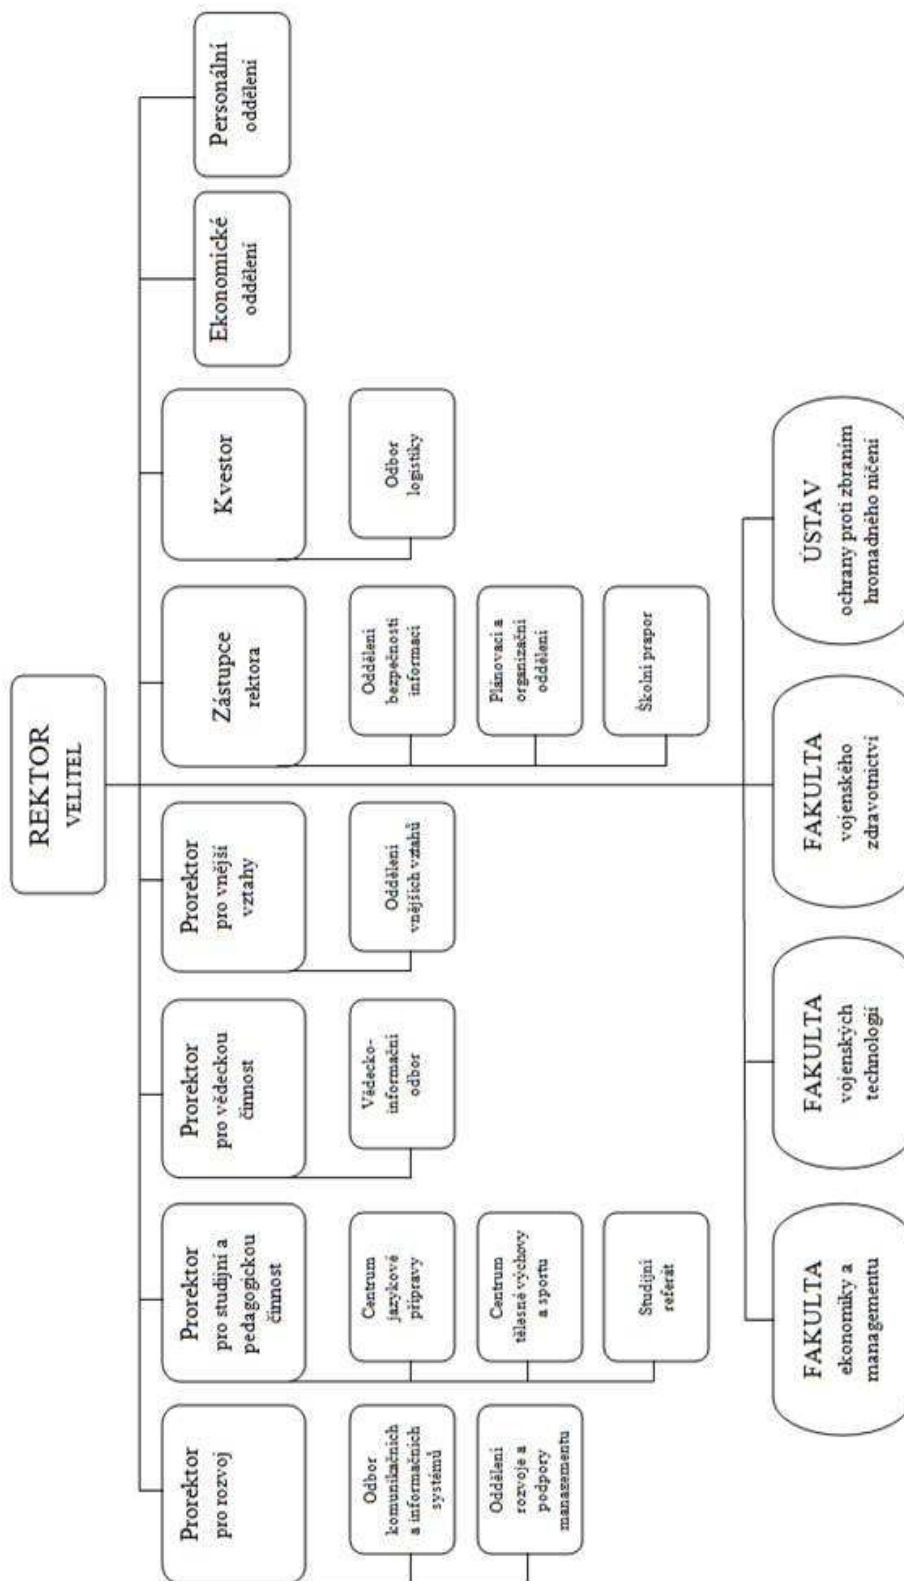 REKTOR
VELITEL
Prorektor
pro rozvoj
Prorektor
pro studijní a
pedagogickou
činnost
Prorektor
pro vědeckou
činnost
Prorektor
pro vnější
vztahy
Zástupce
rektora
Kvestor
Ekonomické
oddělení
Personální
oddělení
Odbor
komunikačních
a informačních
systémů
Oddělení
rozvoje a
podpory
manazementu
Centrum
jazykové
přípravy
Centrum
tělesné výchovy
a sportu
Studijní
referát
Vědecko-
informační
odbor
Oddělení
vnějších vztahů
Oddělení
bezpečnosti
informací
Plánovací a
organizační
oddělení
Školní prapor
Odbor
logistiky
FAKULTA
ekonomiky a
managementu
FAKULTA
vojenských
technologií
FAKULTA
vojenského
zdravotnictví
ÚSTAV
ochrany proti zbraním
hromadného ničení